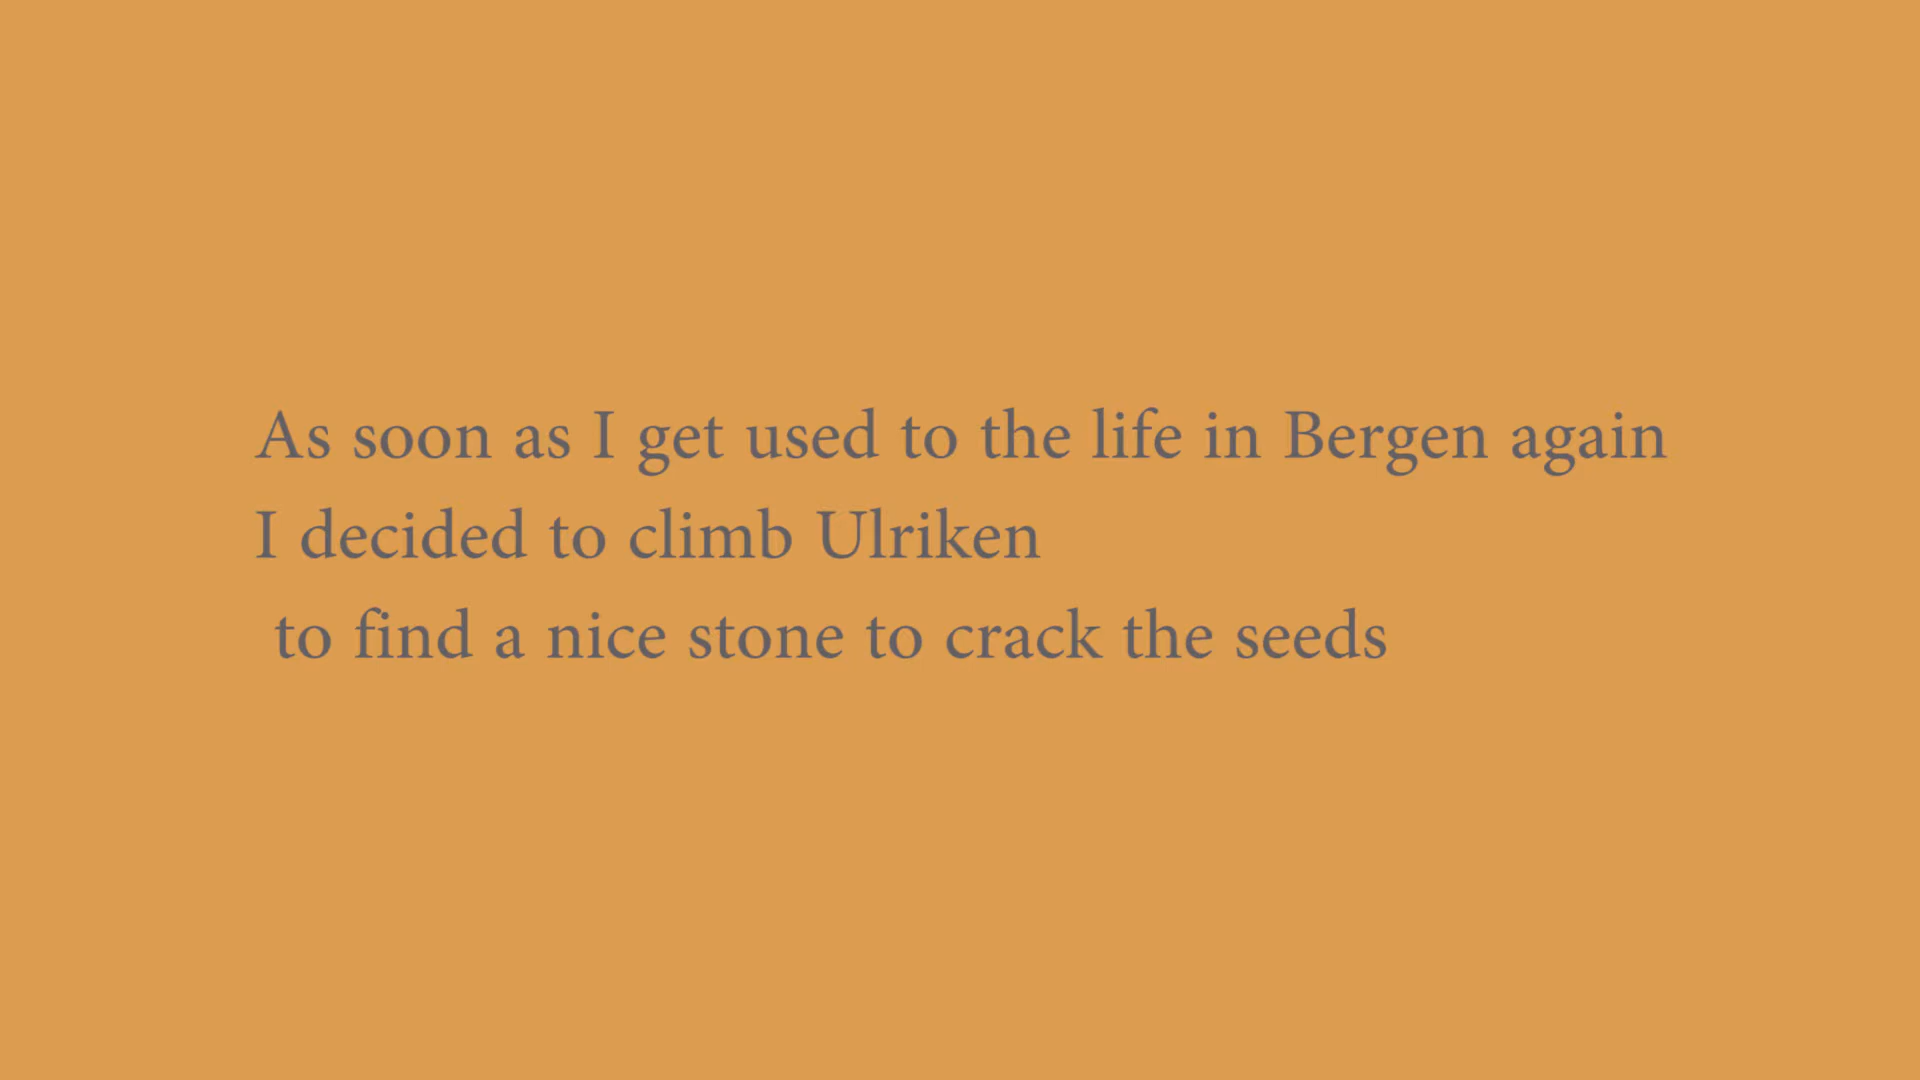 As soon as I get used to the life in Bergen again
I decided to climb Ulriken
to find a nice stone to crack the seeds